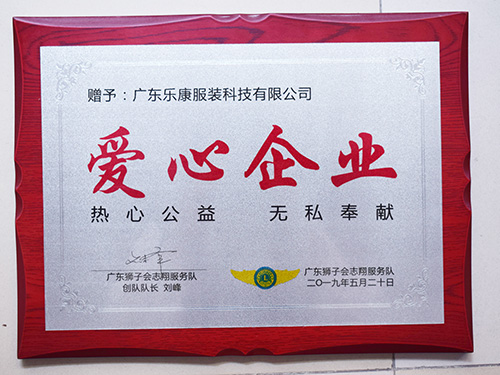 赠予：广东乐康服装科技有限公司
爱心企业
热心公益 无私奉献
广东狮子会志翔服务队
创队队长 刘峰
广东狮子会志翔服务队
二〇一九年五月二十日